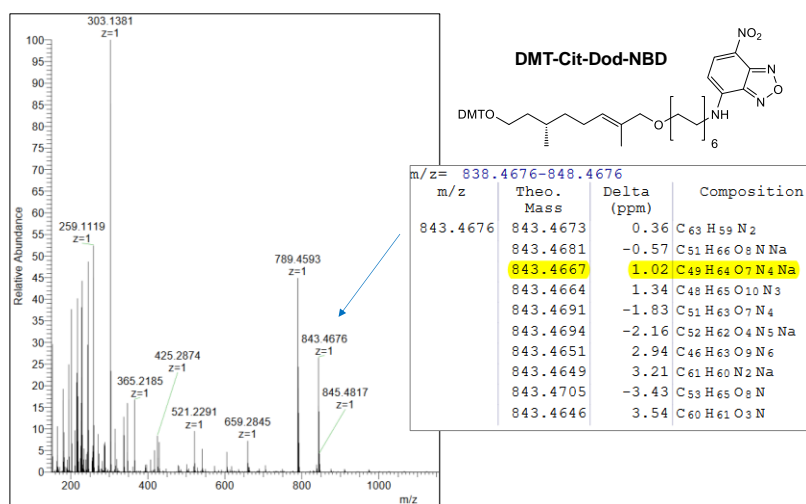 303.1381
z=1
100
95
90
85
80
75
70
65
60
55
50
45
40
35
30
25
20
15
10
5
0
Relative Abundance
259.1119
z=1
789.4593
z=1
843.4676
z=1
425.2874
z=1
365.2185
z=1
845.4817
z=1
521.2291
z=1
659.2845
z=1
200
400
600
800
1000
m/z
DMT-Cit-Dod-NBD
NO2
N
O
N
NH
DMTO
O
6
m/z= 838.4676-848.4676
m/z Theo. Mass Delta (ppm) Composition
843.4676 843.4673 0.36 C63 H59 N2
843.4681 -0.57 C51 H66 O8 N Na
843.4667 1.02 C49 H64 O7 N4 Na
843.4664 1.34 C48 H65 O10 N3
843.4691 -1.83 C51 H63 O7 N4
843.4694 -2.16 C52 H62 O4 N5 Na
843.4651 2.94 C46 H63 O9 N6
843.4649 3.21 C61 H60 N2 Na
843.4705 -3.43 C53 H65 O8 N
843.4646 3.54 C60 H61 O3 N